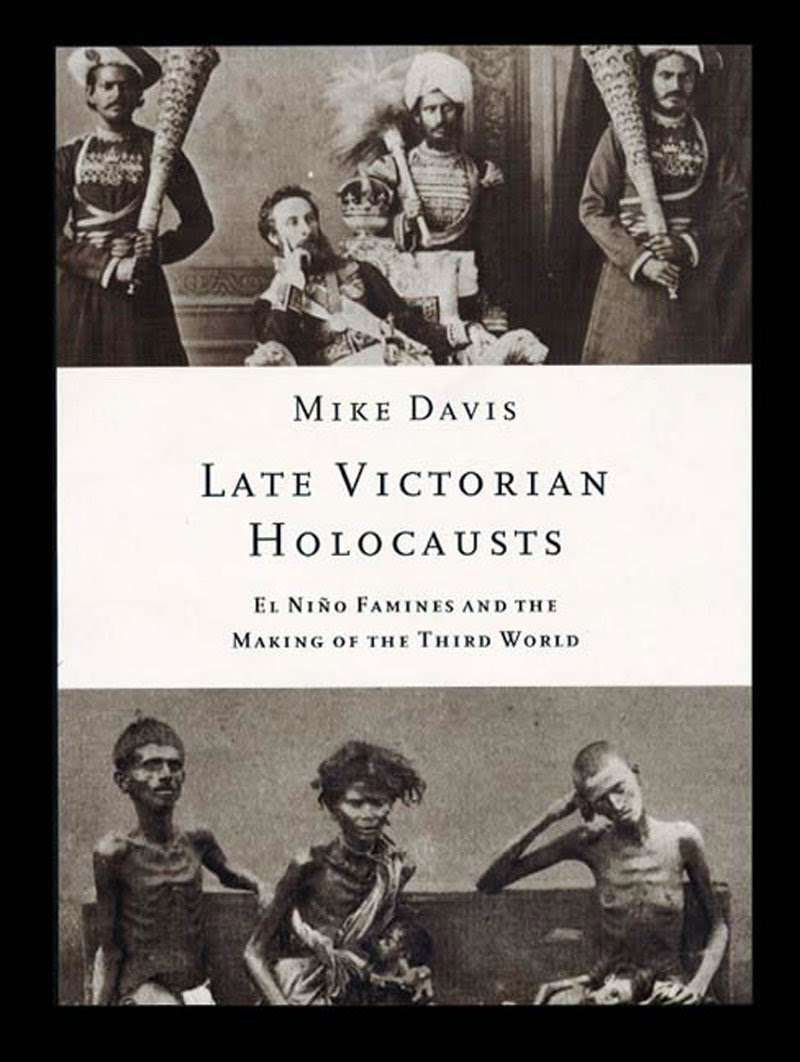 MIKE DAVIS
LATE VICTORIAN
HOLOCAUSTS
EL NIÑO FAMINES AND THE
MAKING OF THE THIRD WORLD